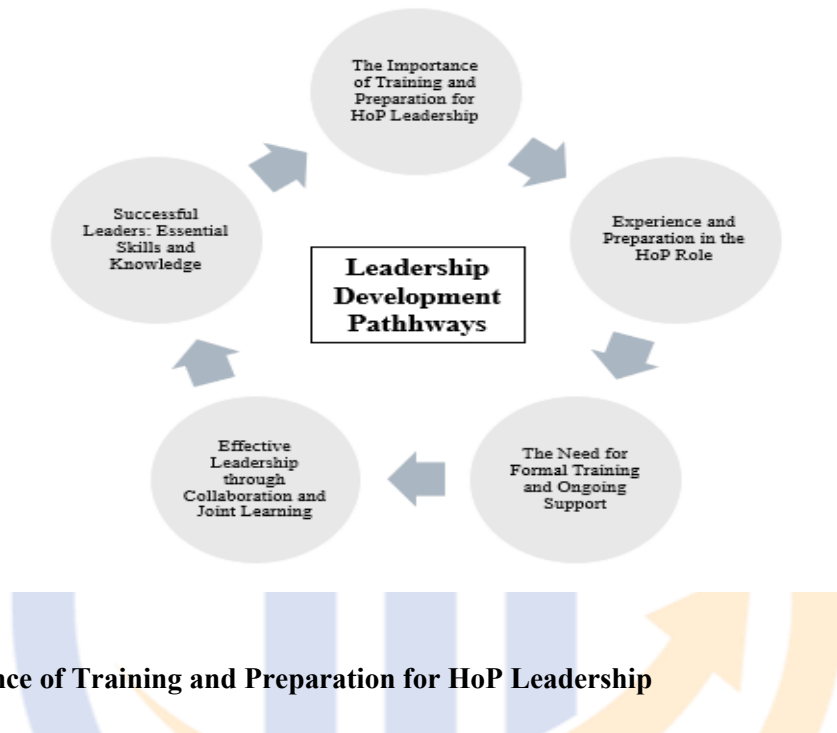 The Importance
of Training and
Preparation for
HoP Leadership
Experience and
Preparation in the
HoP Role
The Need for
Formal Training
and Ongoing
Support
Effective
Leadership
through
Collaboration and
Joint Learning
Successful
Leaders: Essential
Skills and
Knowledge
Leadership
Development
Pathhways
nce of Training and Preparation for HoP Leadership